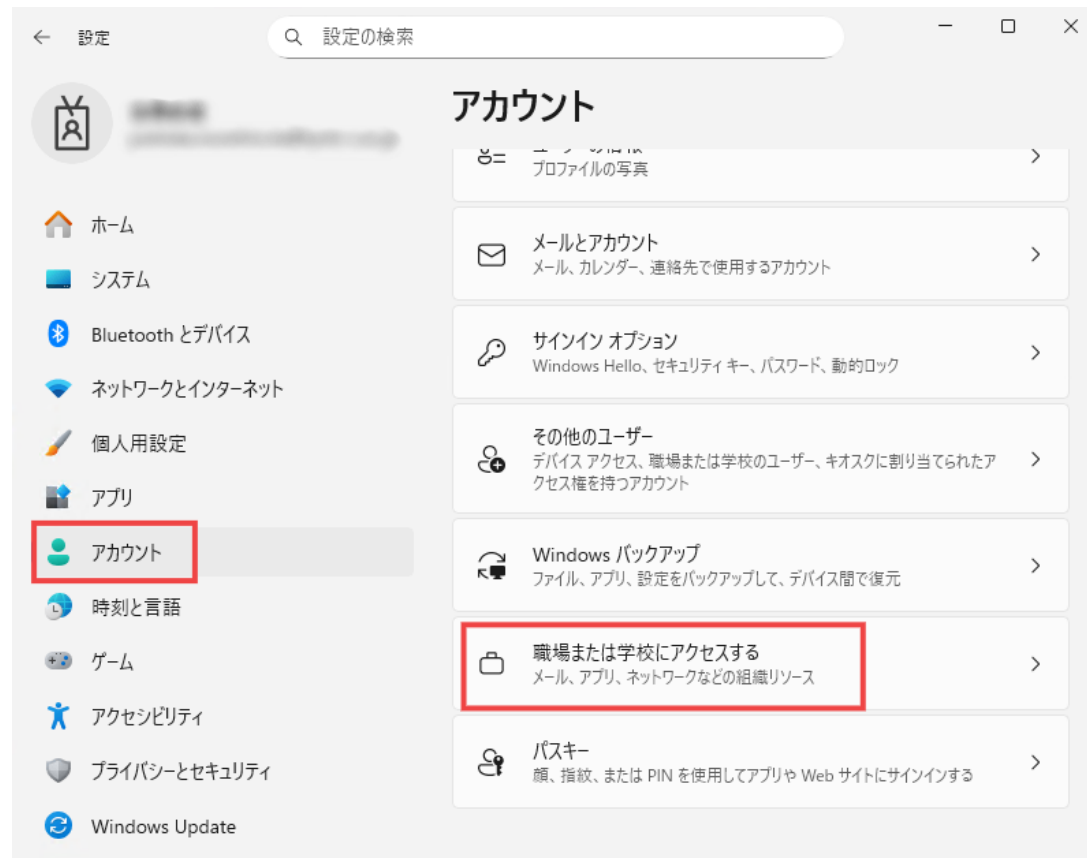 設定
設定の検索
アカウント
プロファイルの写真
ホーム
メールとアカウント
メール、カレンダー、連絡先で使用するアカウント
システム
Bluetooth とデバイス
サインイン オプション
Windows Hello、セキュリティ キー、パスワード、動的ロック
ネットワークとインターネット
個人用設定
その他のユーザー
デバイス アクセス、職場または学校のユーザー、キオスクに割り当てられたア
クセス権を持つアカウント
アプリ
アカウント
Windows バックアップ
ファイル、アプリ、設定をバックアップして、デバイス間で復元
時刻と言語
ゲーム
職場または学校にアクセスする
メール、アプリ、ネットワークなどの組織リソース
アクセシビリティ
プライバシーとセキュリティ
パスキー
顔、指紋、または PIN を使用してアプリや Web サイトにサインインする
Windows Update